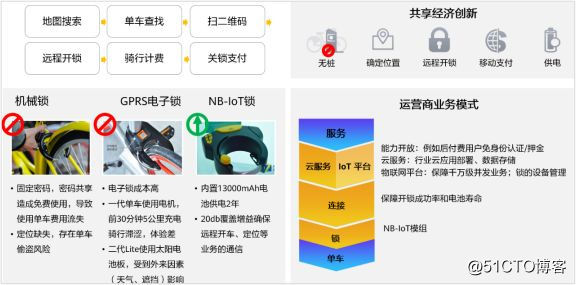 地图搜索
单车查找
扫二维码
远程开锁
骑行计费
关锁支付
共享经济创新
无桩
确定位置
远程开锁
移动支付
供电
机械锁
GPRS电子锁
NB-IoT锁
• 固定密码，密码共享
造成免费使用，导致
使用单车费用流失
• 定位缺失，存在单车
偷盗风险
• 电子锁成本高
• 一代单车使用电机，
前30分钟5公里充电
骑行滞涩，体验差
• 二代Lite使用太阳电
池板，受到外来因素
（天气、遮挡）影响
• 内置13000mAh电
池供电2年
• 20db覆盖增益确保
远程开车、定位等
业务的通信
运营商业务模式
服务
云服务
IoT 平台
连接
锁
单车
能力开放：例如后付费用户免身份认证/押金
云服务：行业云应用部署、数据存储
物联网平台：保障千万级并发业务；锁的设备管理
保障开锁成功率和电池寿命
NB-IoT模组
@51CTO博客